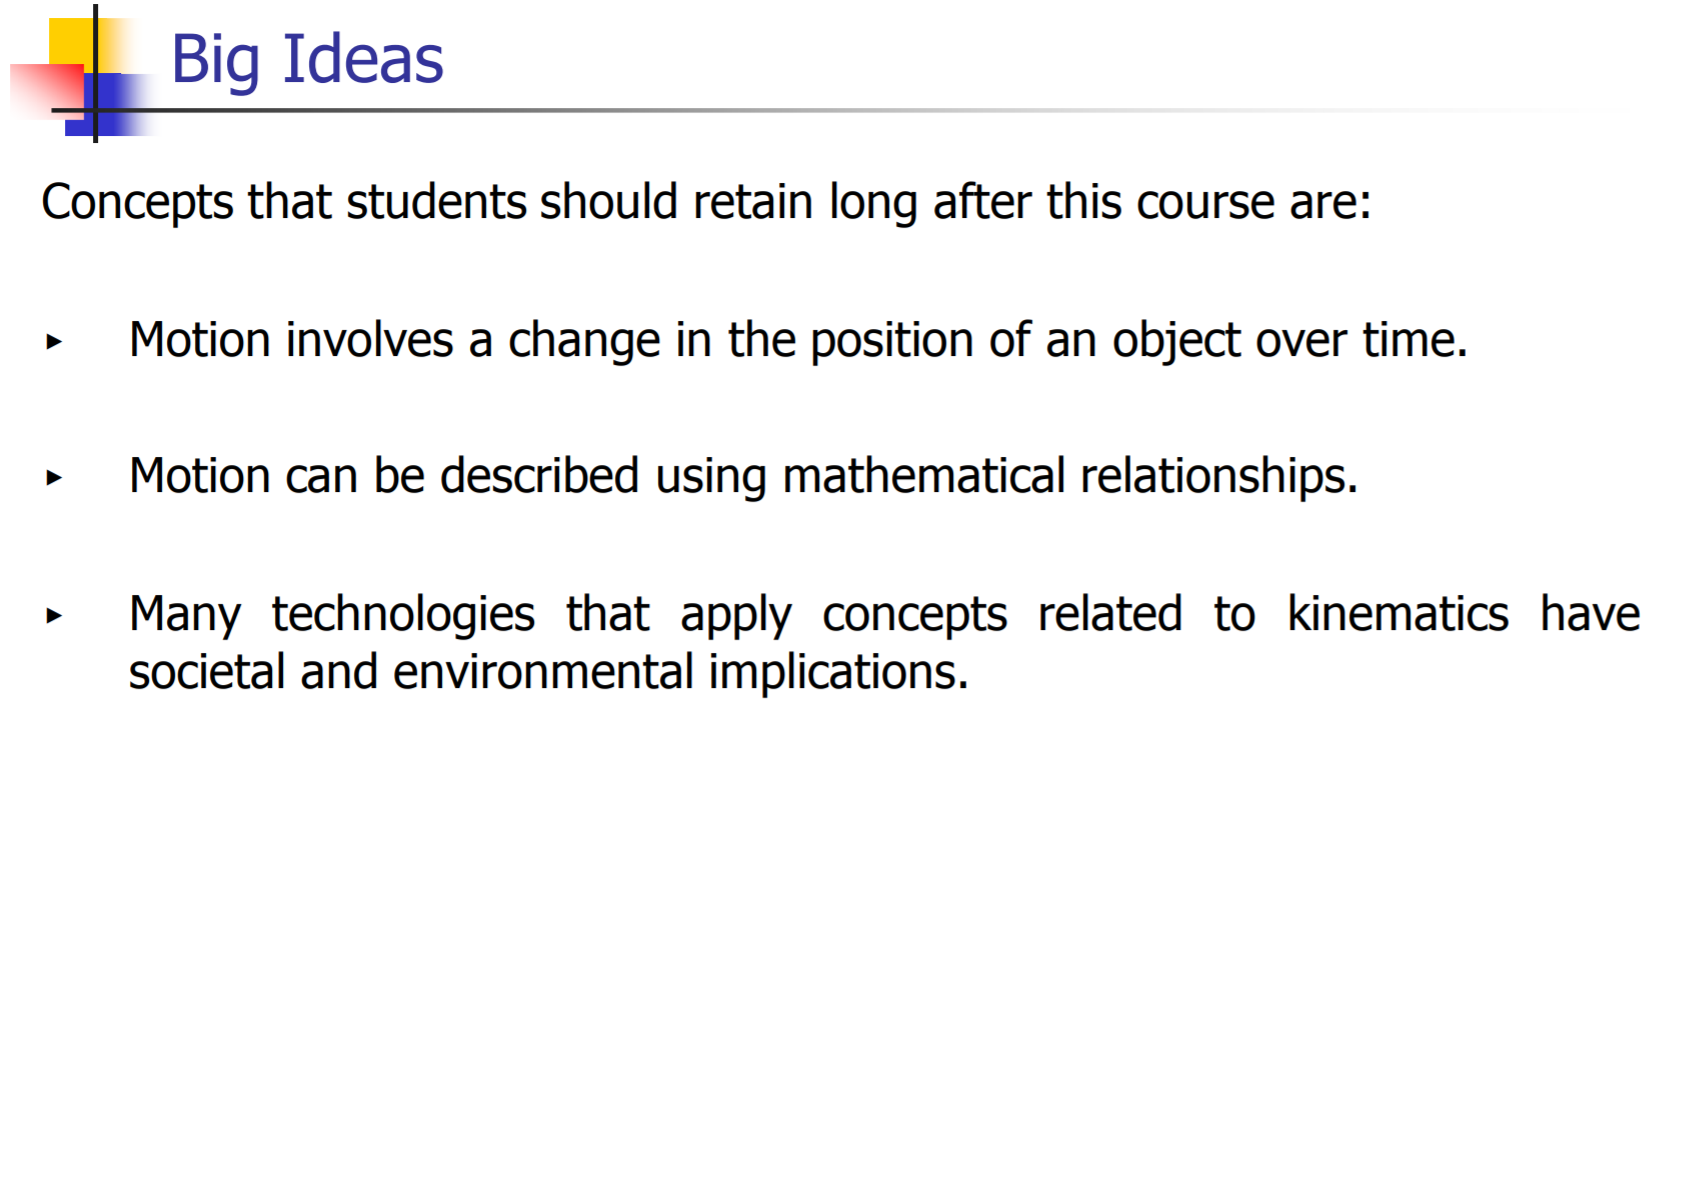 Big Ideas
Concepts that students should retain long after this course are:
▸ Motion involves a change in the position of an object over time.
▸ Motion can be described using mathematical relationships.
▸ Many technologies that apply concepts related to kinematics have
societal and environmental implications.